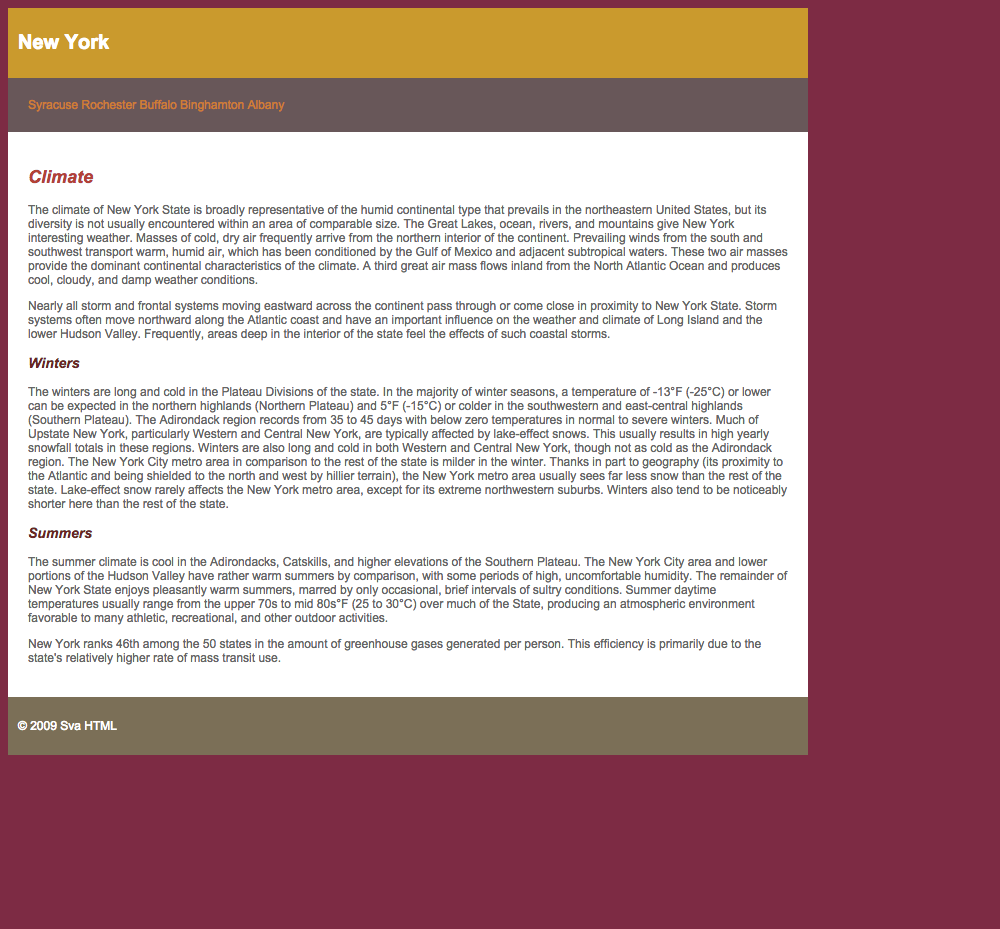 New York
Syracuse Rochester Buffalo Binghamton Albany
Climate
The climate of New York State is broadly representative of the humid continental type that prevails in the northeastern United States, but its
diversity is not usually encountered within an area of comparable size. The Great Lakes, ocean, rivers, and mountains give New York
interesting weather. Masses of cold, dry air frequently arrive from the northern interior of the continent. Prevailing winds from the south and
southwest transport warm, humid air, which has been conditioned by the Gulf of Mexico and adjacent subtropical waters. These two air masses
provide the dominant continental characteristics of the climate. A third great air mass flows inland from the North Atlantic Ocean and produces
cool, cloudy, and damp weather conditions.
Nearly all storm and frontal systems moving eastward across the continent pass through or come close in proximity to New York State. Storm
systems often move northward along the Atlantic coast and have an important influence on the weather and climate of Long Island and the
lower Hudson Valley. Frequently, areas deep in the interior of the state feel the effects of such coastal storms.
Winters
The winters are long and cold in the Plateau Divisions of the state. In the majority of winter seasons, a temperature of -13°F (-25°C) or lower
can be expected in the northern highlands (Northern Plateau) and 5°F (-15°C) or colder in the southwestern and east-central highlands
(Southern Plateau). The Adirondack region records from 35 to 45 days with below zero temperatures in normal to severe winters. Much of
Upstate New York, particularly Western and Central New York, are typically affected by lake-effect snows. This usually results in high yearly
snowfall totals in these regions. Winters are also long and cold in both Western and Central New York, though not as cold as the Adirondack
region. The New York City metro area in comparison to the rest of the state is milder in the winter. Thanks in part to geography (its proximity to
the Atlantic and being shielded to the north and west by hillier terrain), the New York metro area usually sees far less snow than the rest of the
state. Lake-effect snow rarely affects the New York metro area, except for its extreme northwestern suburbs. Winters also tend to be noticeably
shorter here than the rest of the state.
Summers
The summer climate is cool in the Adirondacks, Catskills, and higher elevations of the Southern Plateau. The New York City area and lower
portions of the Hudson Valley have rather warm summers by comparison, with some periods of high, uncomfortable humidity. The remainder of
New York State enjoys pleasantly warm summers, marred by only occasional, brief intervals of sultry conditions. Summer daytime
temperatures usually range from the upper 70s to mid 80s°F (25 to 30°C) over much of the State, producing an atmospheric environment
favorable to many athletic, recreational, and other outdoor activities.
New York ranks 46th among the 50 states in the amount of greenhouse gases generated per person. This efficiency is primarily due to the
state's relatively higher rate of mass transit use.
© 2009 Sva HTML